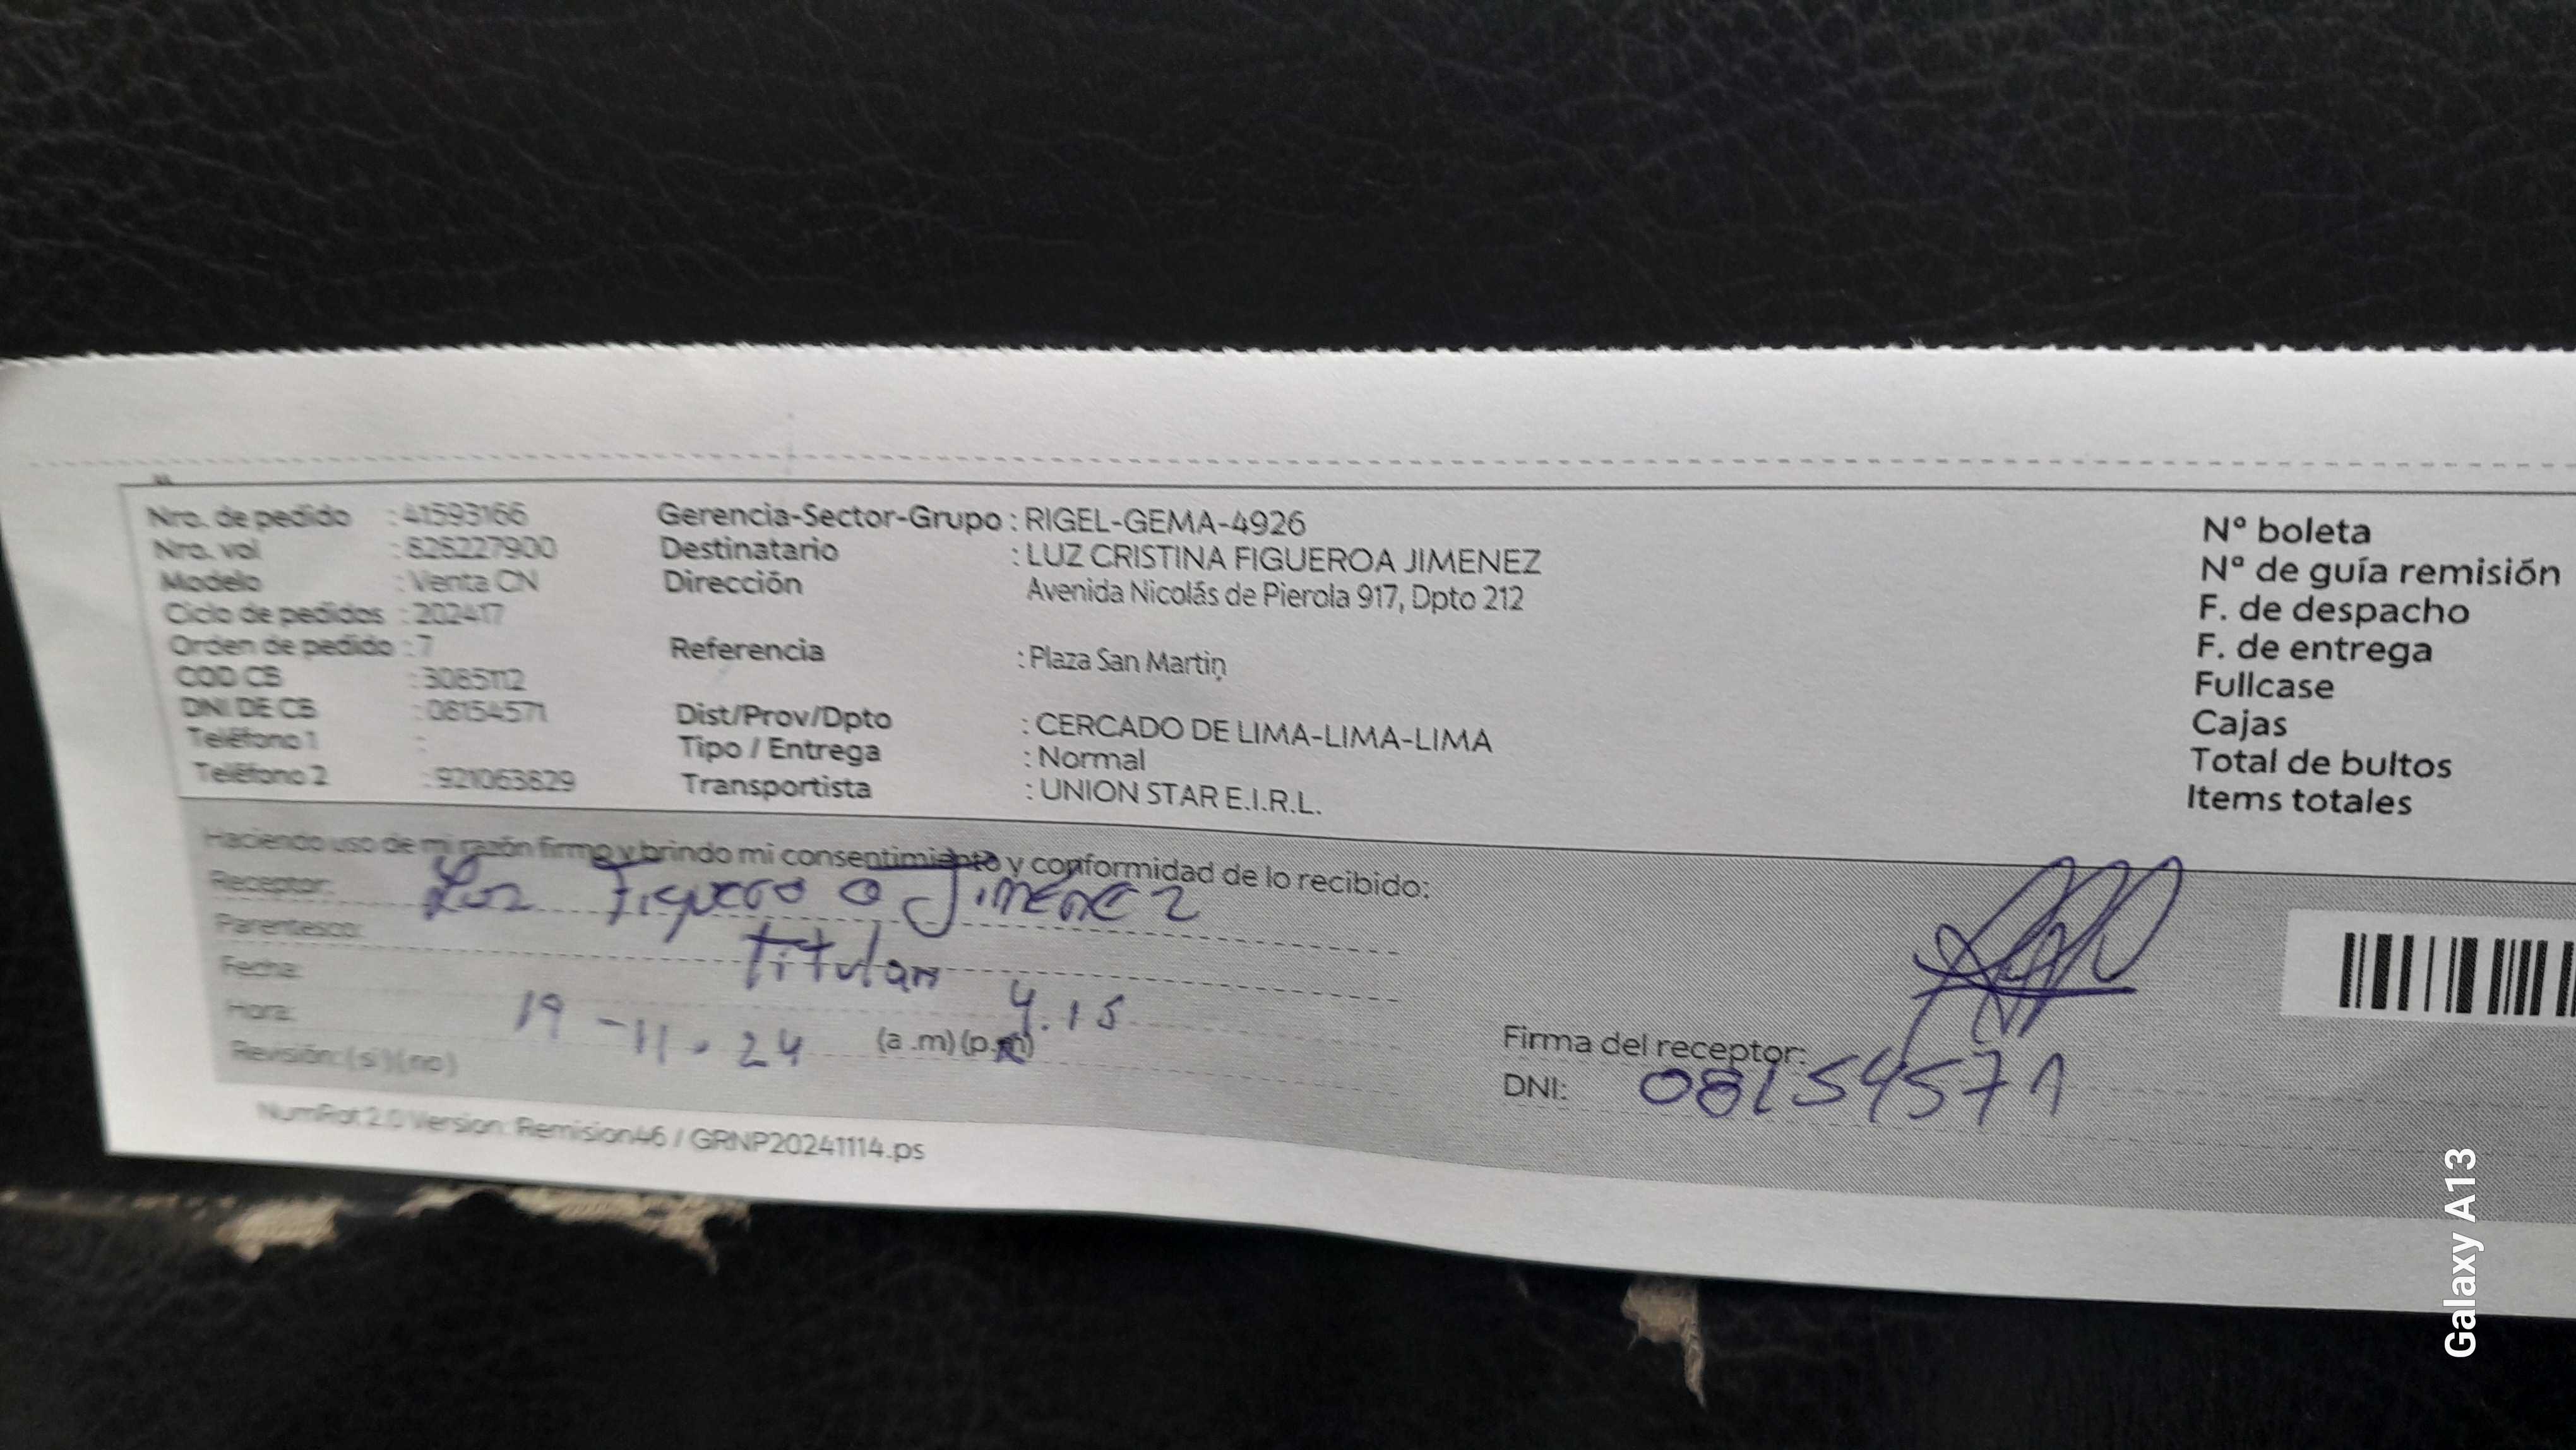 Nro. de pedido : 41593166
Nro. vol : 826227900
Modelo : Venta CN
Ciclo de pedidos : 202417
Orden de pedido : 7
COD CB : 3085112
DNI DE CB : 08154571
Teléfono 1 :
Teléfono 2 : 921063829
Gerencia-Sector-Grupo : RIGEL-GEMA-4926
Destinatario : LUZ CRISTINA FIGUEROA JIMENEZ
Dirección Avenida Nicolás de Pierola 917, Dpto 212
Referencia : Plaza San Martin
Dist/Prov/Dpto : CERCADO DE LIMA-LIMA-LIMA
Tipo / Entrega : Normal
Transportista : UNION STAR E.I.R.L.
N° boleta
N° de guía remisión
F. de despacho
F. de entrega
Fullcase
Cajas
Total de bultos
Items totales
Haciendo uso de mi razón firmo y brindo mi consentimiento y conformidad de lo recibido:
Receptor: Luz Figueroa Jiménez
Parentesco: Titular
Fecha: 19-11-24
Hora: 4.15 (a.m)(p.m)
Revisión: (si)(no)
Firma del receptor:
DNI: 08154571
NumRot 2.0 Version: Remision46 / GRNP20241114.ps
Galaxy A13